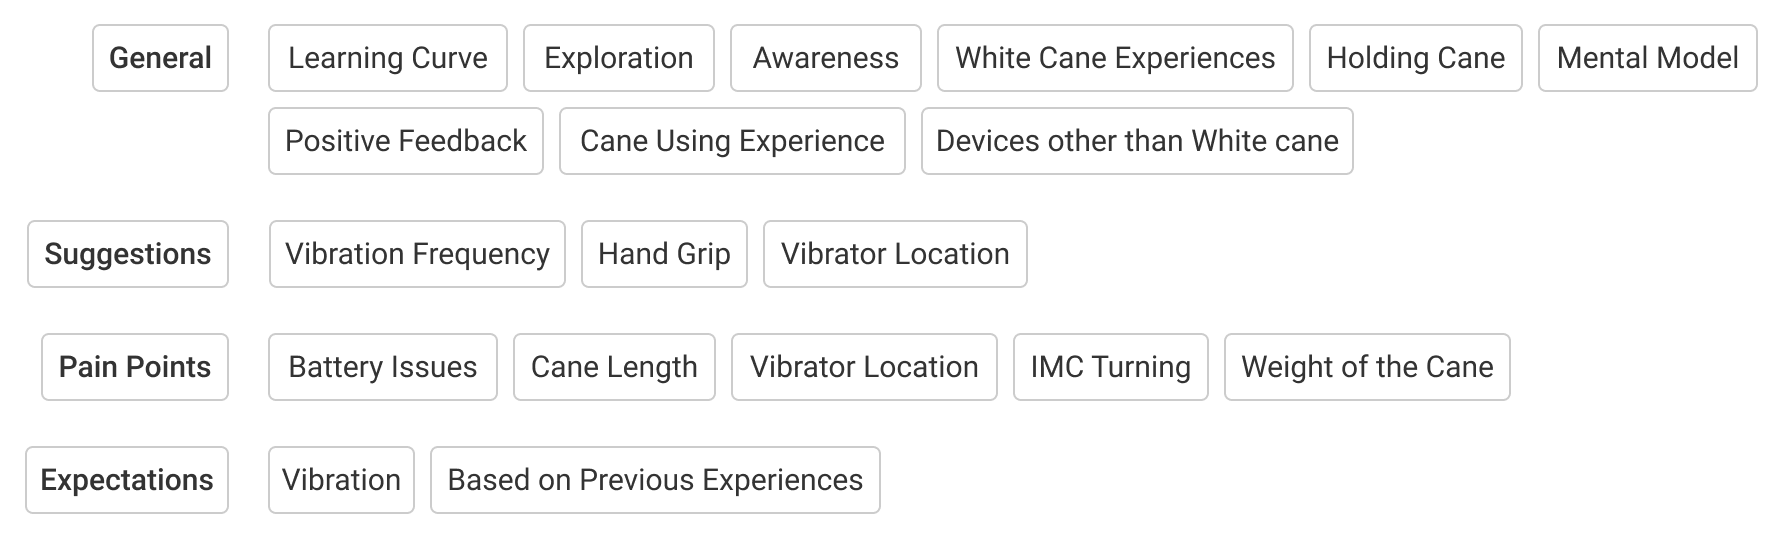 General Learning Curve Exploration Awareness White Cane Experiences Holding Cane Mental Model
Positive Feedback Cane Using Experience Devices other than White cane
Suggestions Vibration Frequency Hand Grip Vibrator Location
Pain Points Battery Issues Cane Length Vibrator Location IMC Turning Weight of the Cane
Expectations Vibration Based on Previous Experiences